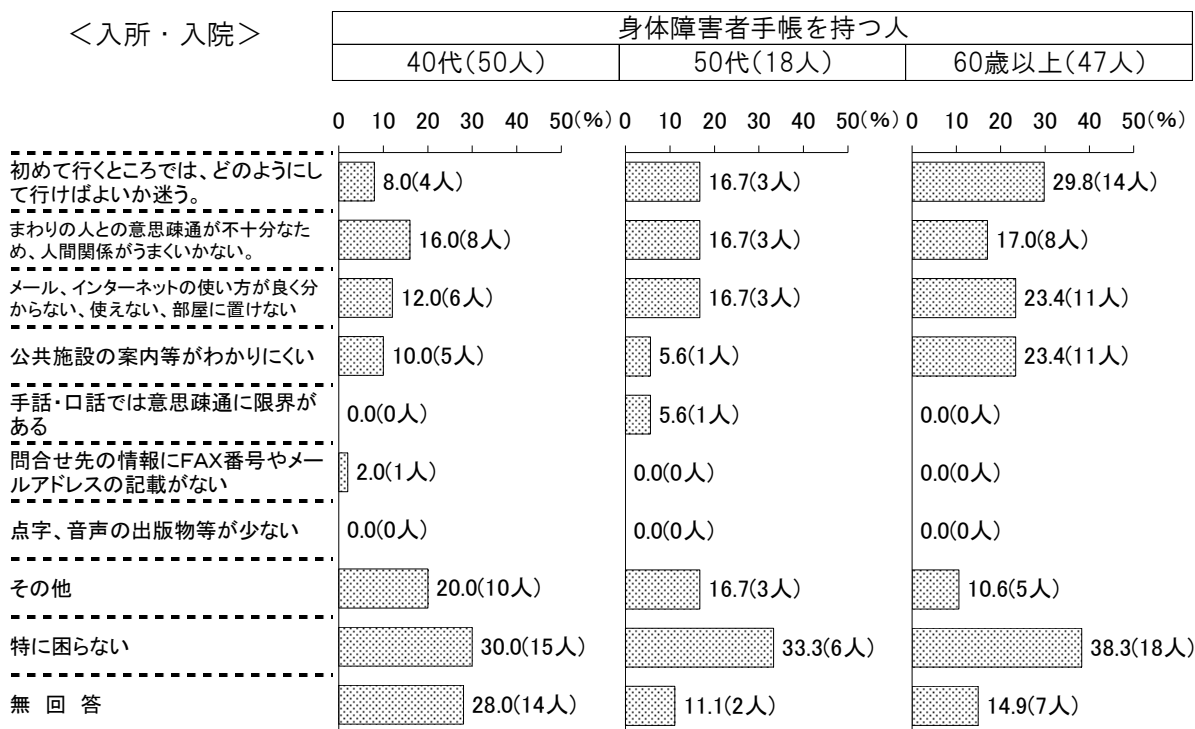 ＜入所・入院＞
身体障害者手帳を持つ人
40代(50人) 50代(18人) 60歳以上(47人)
0 10 20 30 40 50(%) 0 10 20 30 40 50(%) 0 10 20 30 40 50(%)
初めて行くところでは、どのようにし
て行けばよいか迷う。
8.0(4人) 16.7(3人) 29.8(14人)
まわりの人との意思疎通が不十分なた
め、人間関係がうまくいかない。
16.0(8人) 16.7(3人) 17.0(8人)
メール、インターネットの使い方が良く分
からない、使えない、部屋に置けない
12.0(6人) 16.7(3人) 23.4(11人)
公共施設の案内等がわかりにくい
10.0(5人) 5.6(1人) 23.4(11人)
手話・口話では意思疎通に限界が
ある
0.0(0人) 5.6(1人) 0.0(0人)
問合せ先の情報にFAX番号やメー
ルアドレスの記載がない
2.0(1人) 0.0(0人) 0.0(0人)
点字、音声の出版物等が少ない
0.0(0人) 0.0(0人) 0.0(0人)
その他
20.0(10人) 16.7(3人) 10.6(5人)
特に困らない
30.0(15人) 33.3(6人) 38.3(18人)
無 回 答
28.0(14人) 11.1(2人) 14.9(7人)